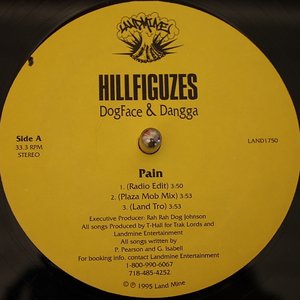 LANDMINE!
HILLFIGUZES
DogFace & Dangga
Side A
33.3 RPM
STEREO
LAND1750
Pain
1. (Radio Edit) 3:50
2. (Plaza Mob Mix) 3:53
3. (Land Tro) 3:53
Executive Producer: Rah Rah Dog Johnson
All songs Produced by T-Hall for Trak Lords and
Landmine Entertainment
All songs written by
P. Pearson and G. Isabell
For booking info. contact Landmine Entertainment
1-800-990-6067
718-485-4252
© ℗ 1995 Land Mine